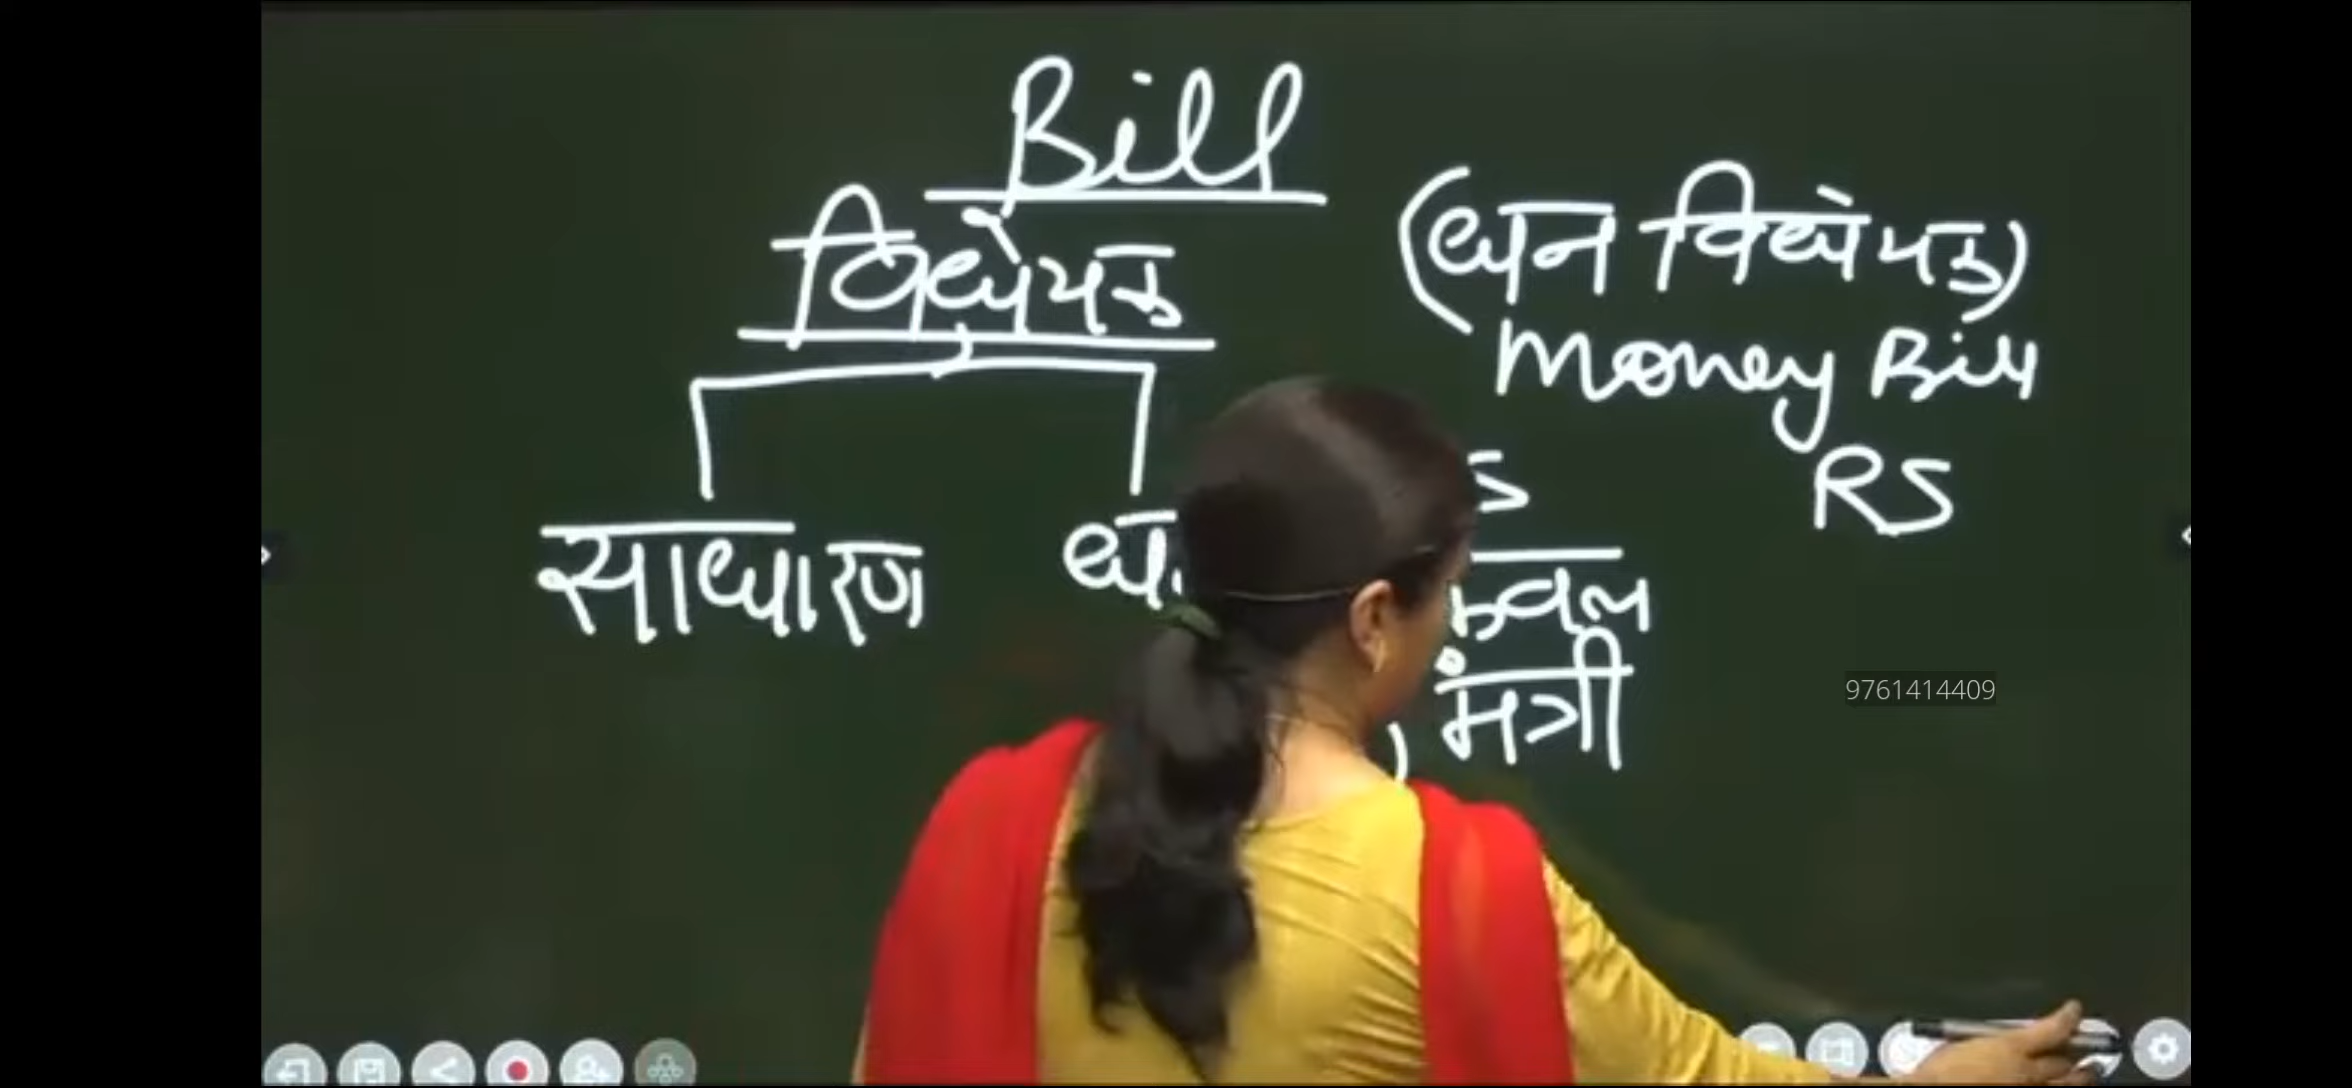 Bill
विधेयक
(धन विधेयक)
Money Bill
RS
साधारण
मंत्री
9761414409